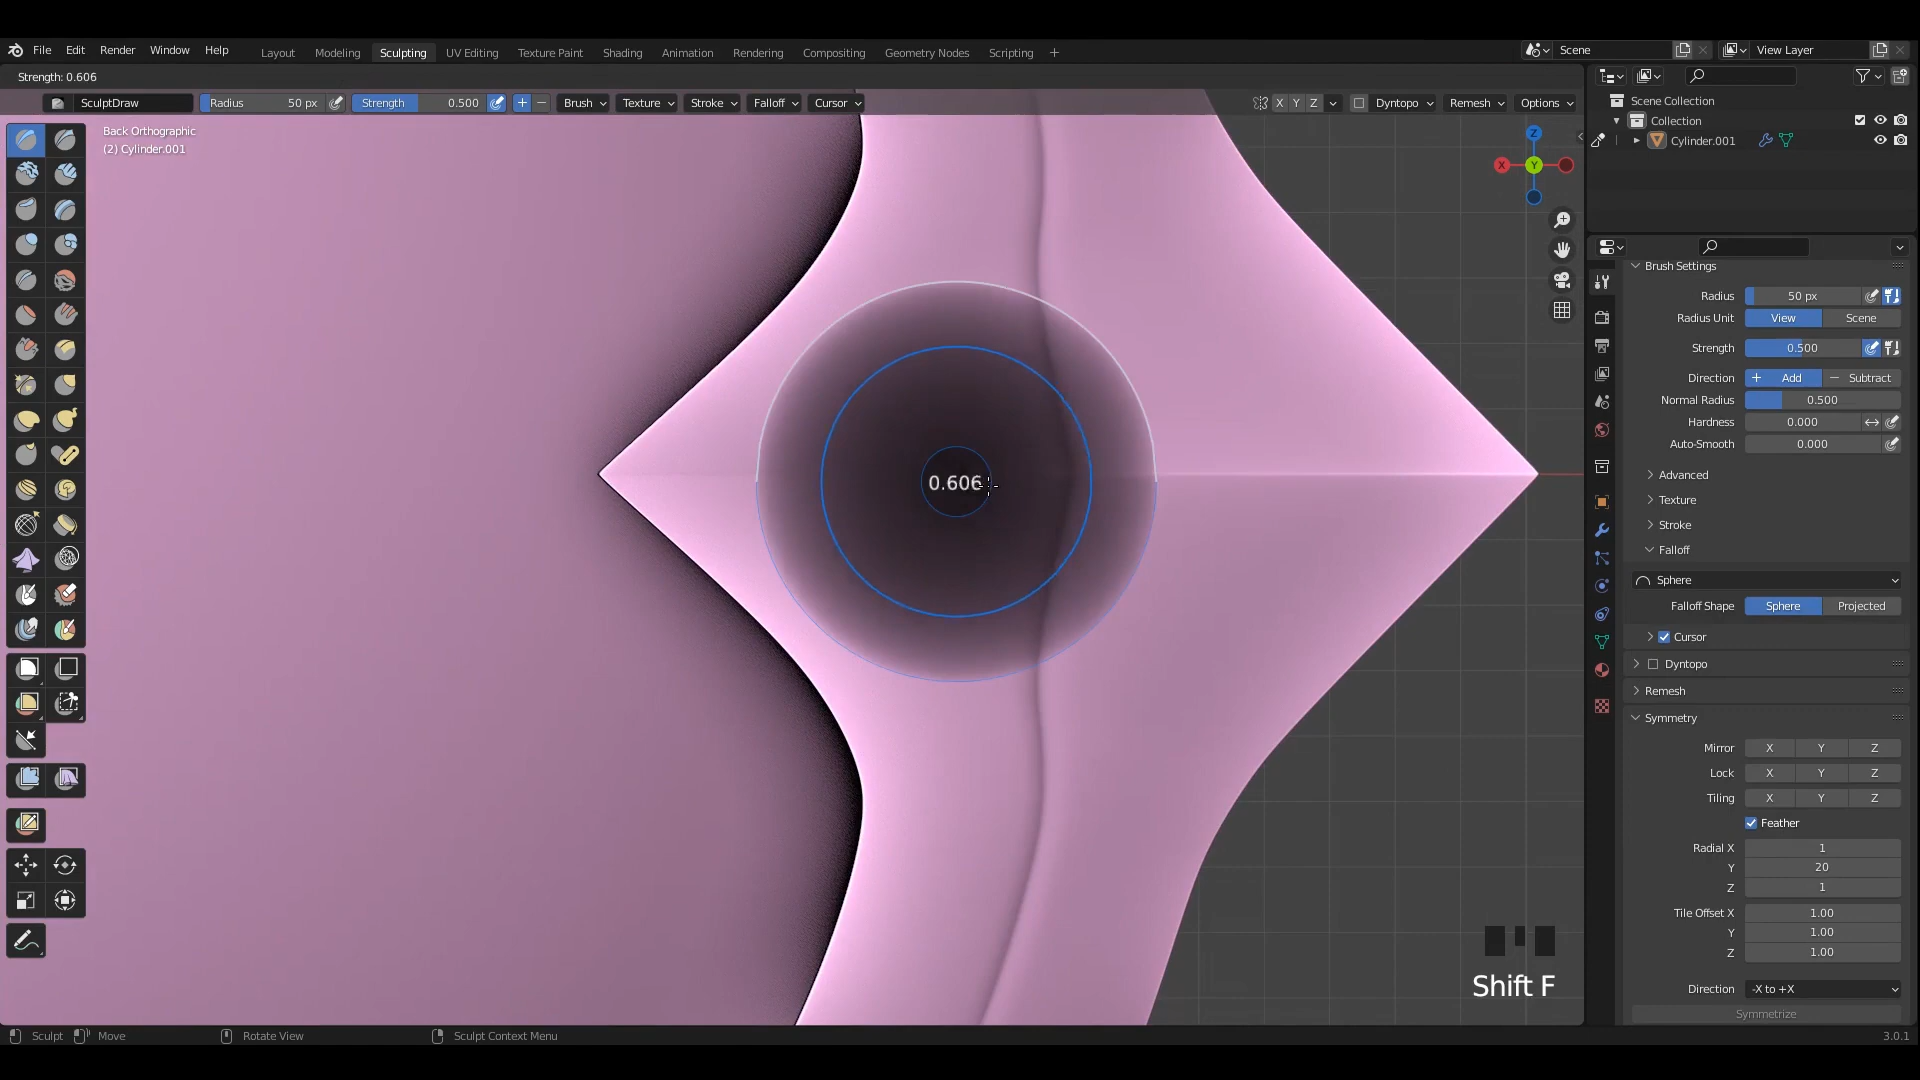 File Edit Render Window Help
Layout Modeling Sculpting UV Editing Texture Paint Shading Animation Rendering Compositing Geometry Nodes Scripting +
Scene
View Layer
Strength: 0.606
SculptDraw
Radius 50 px
Strength 0.500
Brush Texture Stroke Falloff Cursor
X Y Z
Dyntopo Remesh Options
Back Orthographic
(2) Cylinder.001
Z
X Y
0.606
Shift F
Scene Collection
Collection
Cylinder.001
Brush Settings
Radius 50 px
Radius Unit View Scene
Strength 0.500
Direction + Add − Subtract
Normal Radius 0.500
Hardness 0.000
Auto-Smooth 0.000
Advanced
Texture
Stroke
Falloff
Sphere
Falloff Shape Sphere Projected
Cursor
Dyntopo
Remesh
Symmetry
Mirror X Y Z
Lock X Y Z
Tiling X Y Z
Feather
Radial X 1
Y 20
Z 1
Tile Offset X 1.00
Y 1.00
Z 1.00
Direction -X to +X
Symmetrize
Sculpt Move Rotate View Sculpt Context Menu
3.0.1